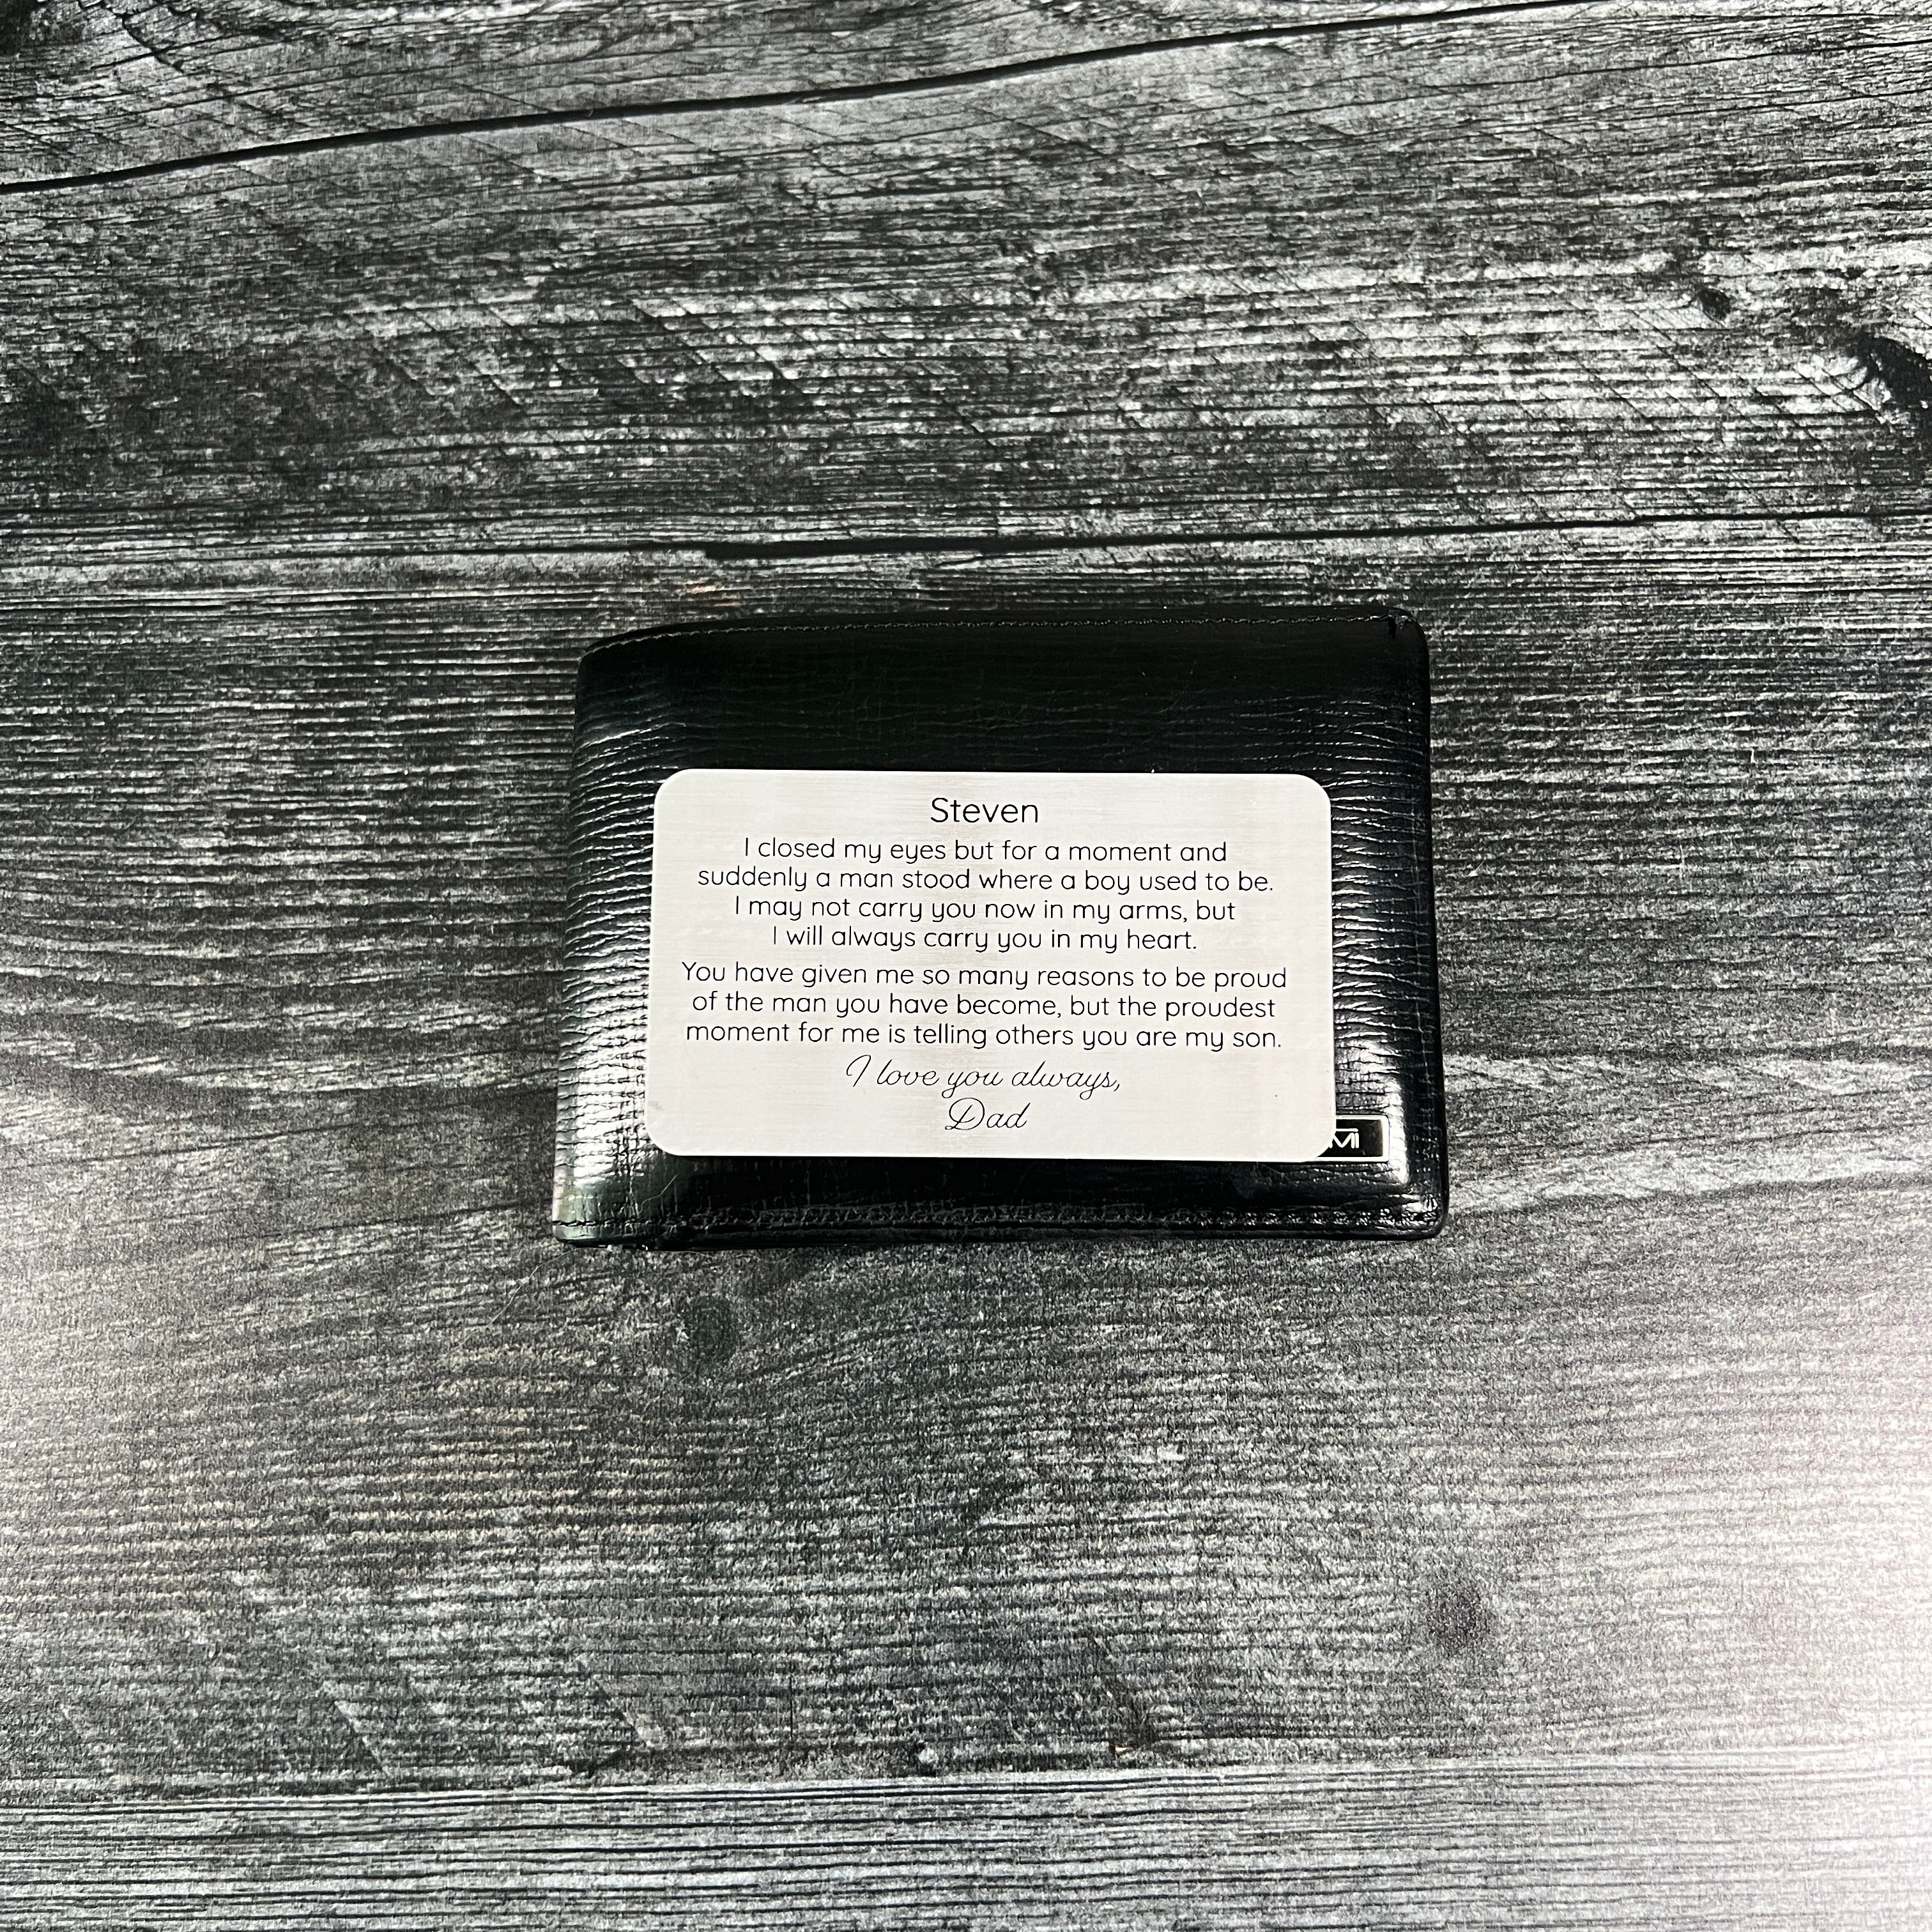 Steven
I closed my eyes but for a moment and
suddenly a man stood where a boy used to be.
I may not carry you now in my arms, but
I will always carry you in my heart.
You have given me so many reasons to be proud
of the man you have become, but the proudest
moment for me is telling others you are my son.
I love you always,
Dad
MI